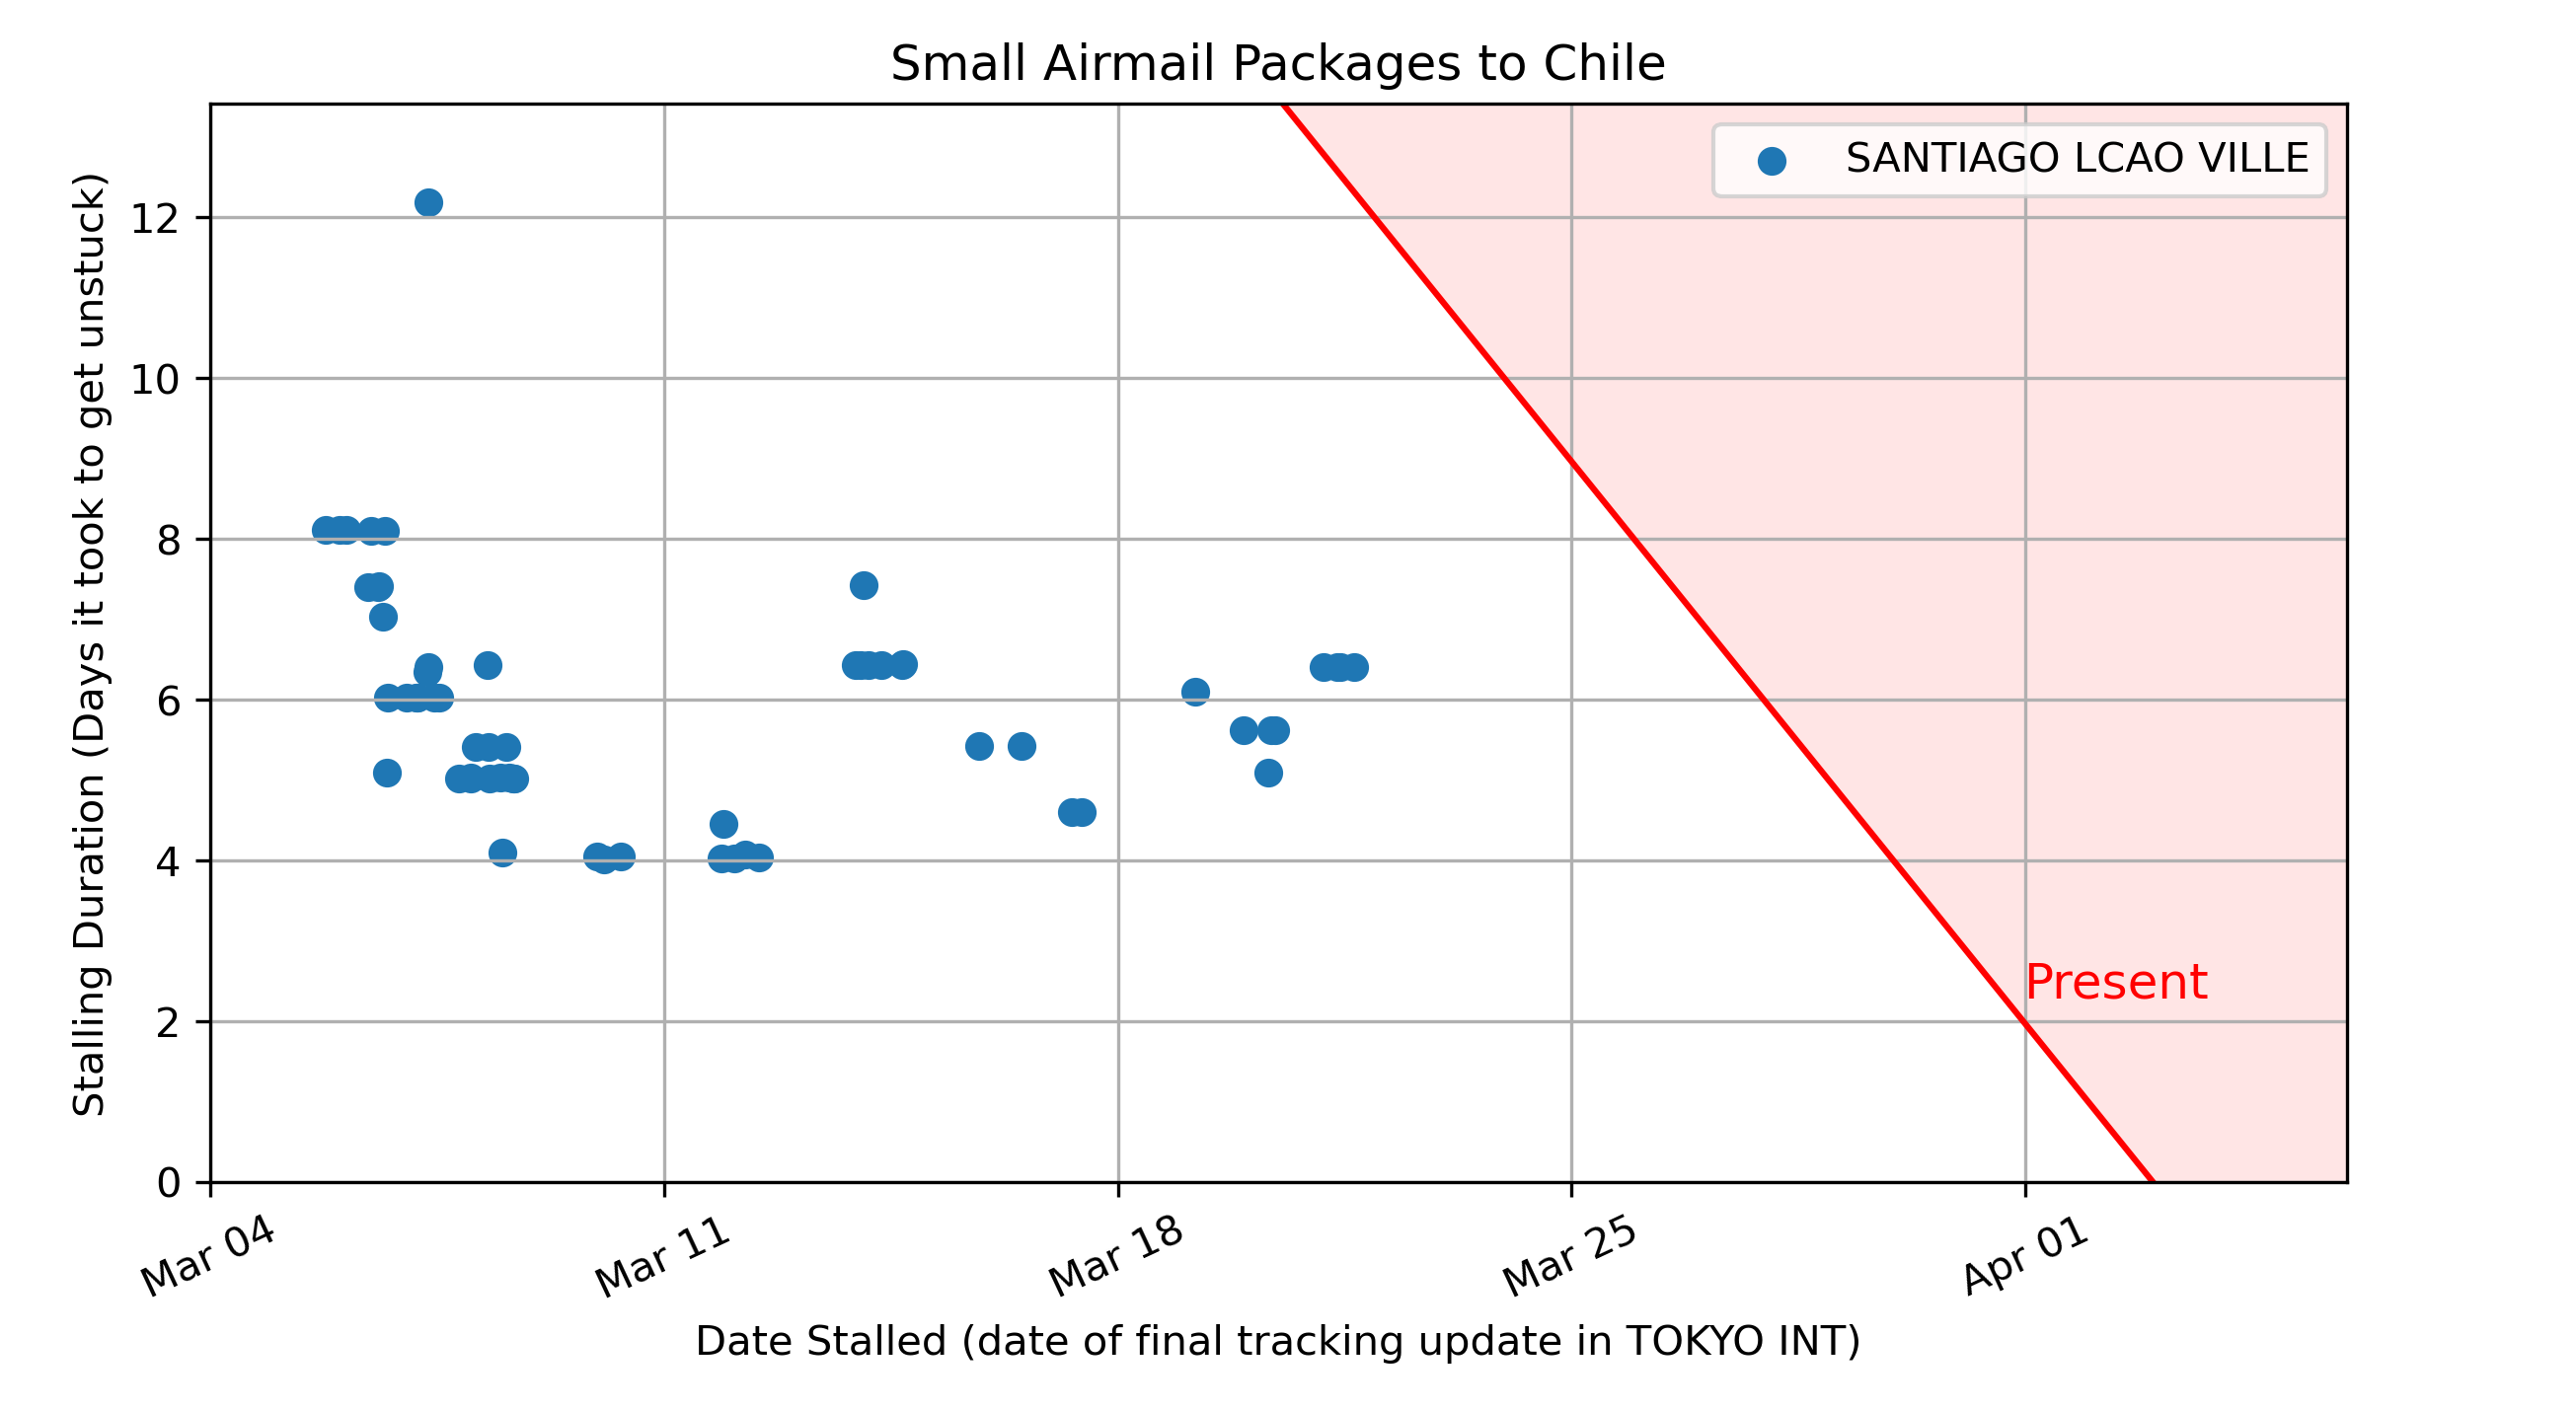 Small Airmail Packages to Chile
SANTIAGO LCAO VILLE
Stalling Duration (Days it took to get unstuck)
12
10
8
6
4
2
0
Present
Mar 04
Mar 11
Mar 18
Mar 25
Apr 01
Date Stalled (date of final tracking update in TOKYO INT)